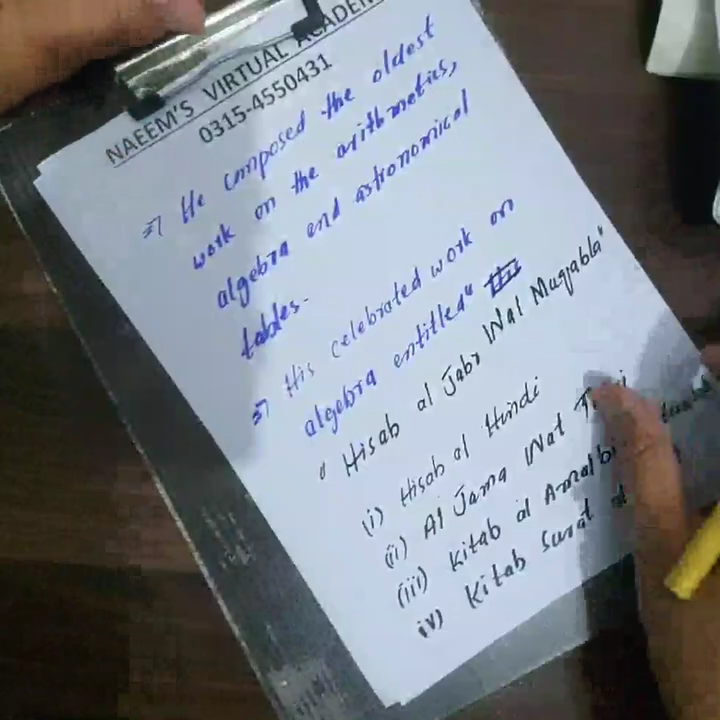 NAEEM'S VIRTUAL ACADEM
0315-4550431
⇒ He composed the oldest
work on the arithmetics,
algebra and astronomical
tables.
⇒ His celebrated work on
algebra entitled"
" Hisab al Jabr Wal Muqabla"
(i) Hisab al Hindi
(ii) Al Jama Wat
(iii) Kitab al
(iv) Kitab Surat